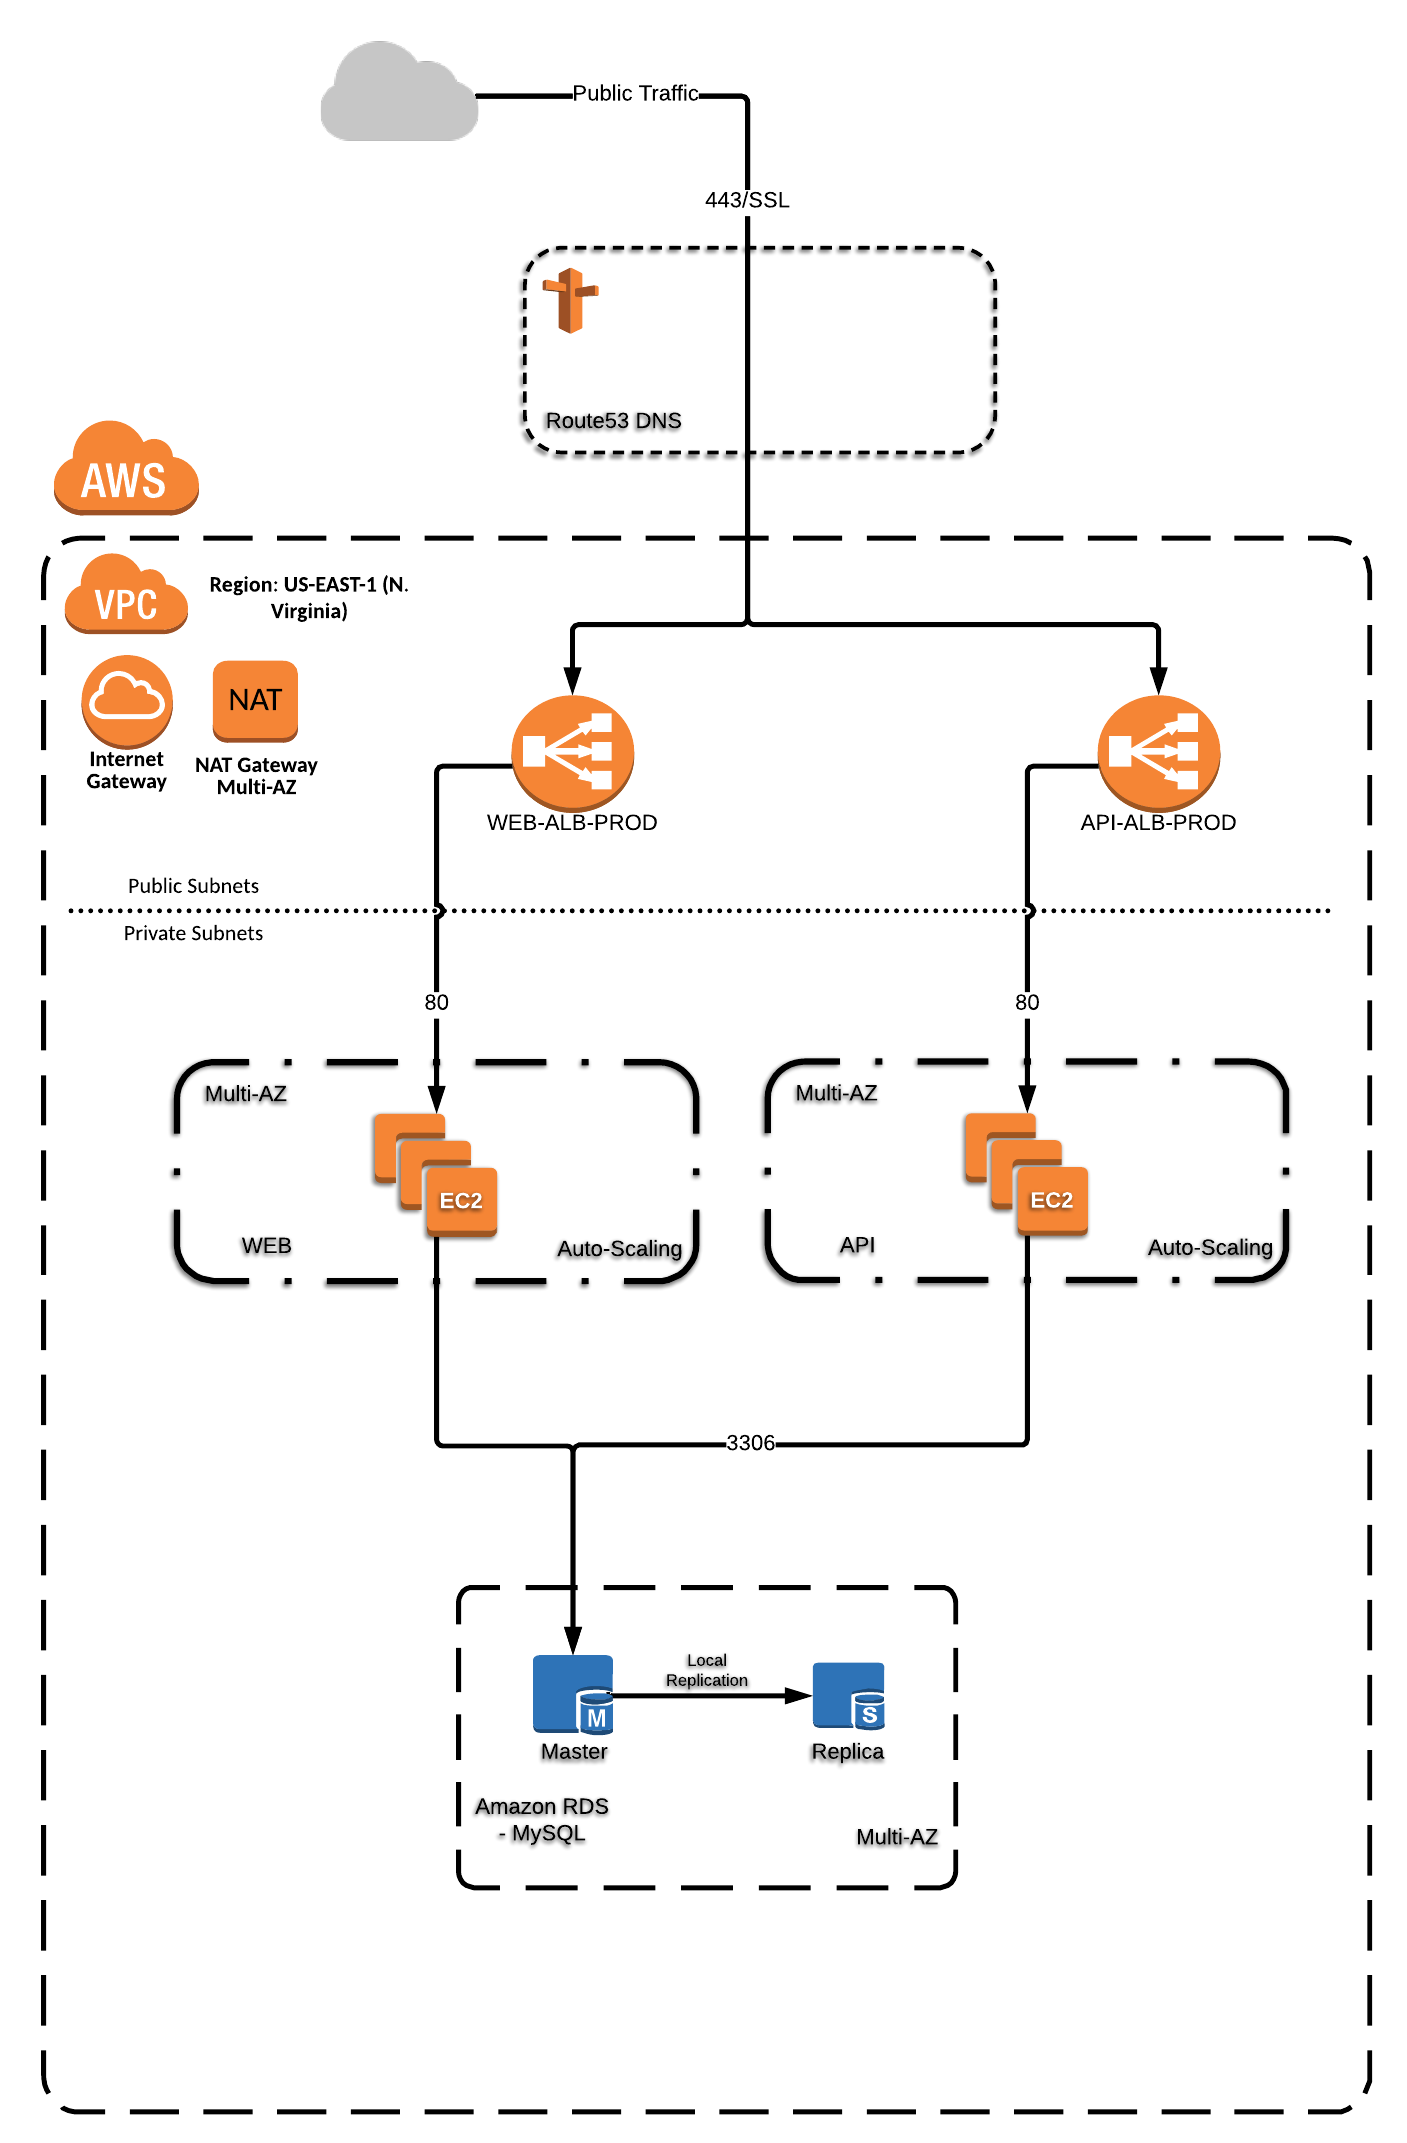 Public Traffic
443/SSL
Route53 DNS
AWS
VPC
Region: US-EAST-1 (N.
Virginia)
NAT
Internet
Gateway
NAT Gateway
Multi-AZ
WEB-ALB-PROD
API-ALB-PROD
Public Subnets
Private Subnets
80
80
Multi-AZ
EC2
WEB
Auto-Scaling
Multi-AZ
EC2
API
Auto-Scaling
3306
Local
Replication
M
S
Master
Replica
Amazon RDS
- MySQL
Multi-AZ